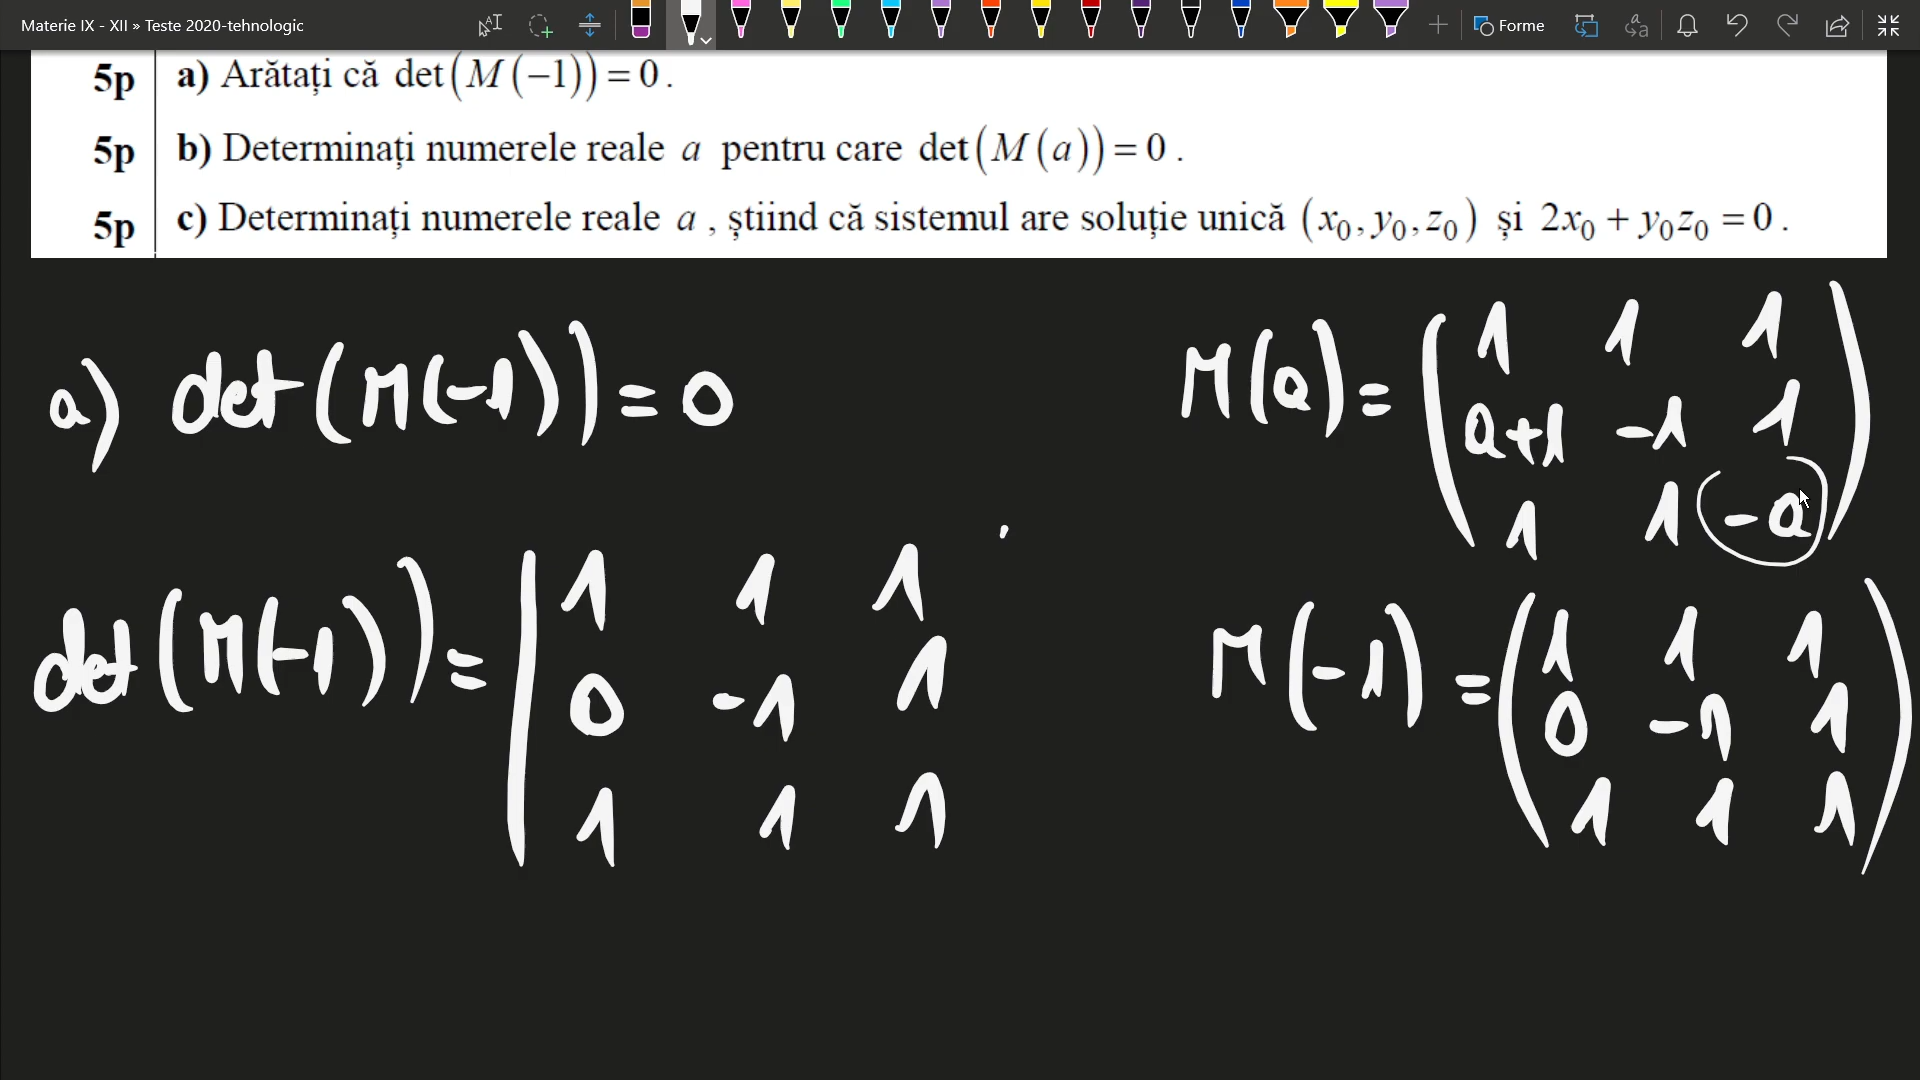 Materie IX - XII » Teste 2020-tehnologic
Forme
5p a) Arătați că det(M(−1)) = 0 .
5p b) Determinați numerele reale a pentru care det(M(a)) = 0 .
5p c) Determinați numerele reale a , știind că sistemul are soluție unică (x₀, y₀, z₀) și 2x₀ + y₀z₀ = 0 .
a) det(M(-1)) = 0
M(a) = ( 1 1 1
a+1 -1 1
1 1 -a )
det(M(-1)) = | 1 1 1
0 -1 1
1 1 1
M(-1) = ( 1 1 1
0 -1 1
1 1 1 )